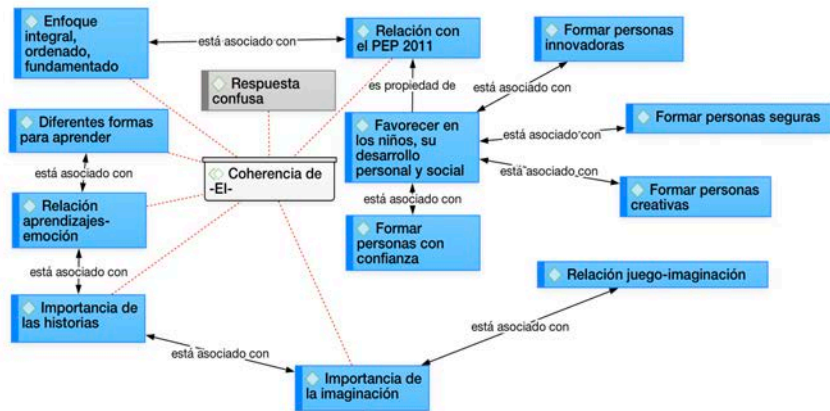 Enfoque
integral,
ordenado,
fundamentado
está asociado con
Relación con
el PEP 2011
Formar personas
innovadoras
Respuesta
confusa
es propiedad de
está asociado con
Diferentes formas
para aprender
Favorecer en
los niños, su
desarrollo
personal y social
está asociado con
Formar personas seguras
está asociado con
Coherencia de
-EI-
está asociado con
Formar personas
creativas
Relación
aprendizajes-
emoción
está asociado con
Formar
personas con
confianza
está asociado con
Relación juego-imaginación
Importancia de
las historias
está asociado con
está asociado con
Importancia de
la imaginación